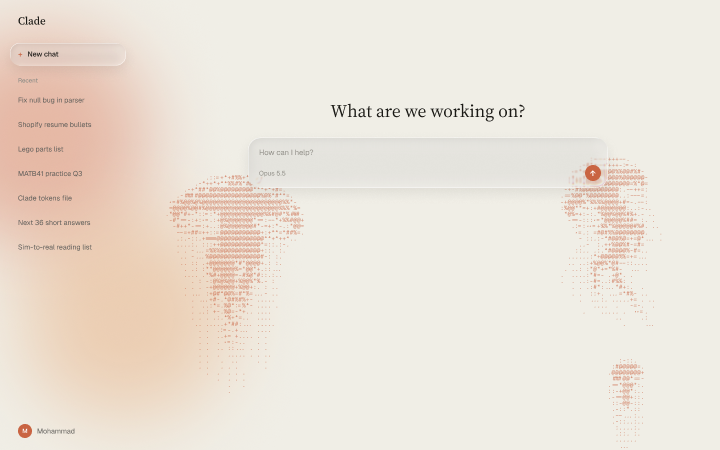 Clade
+ New chat
Recent
Fix null bug in parser
Shopify resume bullets
Lego parts list
MATB41 practice Q3
Clade tokens file
Next 36 short answers
Sim-to-real reading list
M Mohammad
What are we working on?
How can I help?
Opus 5.5